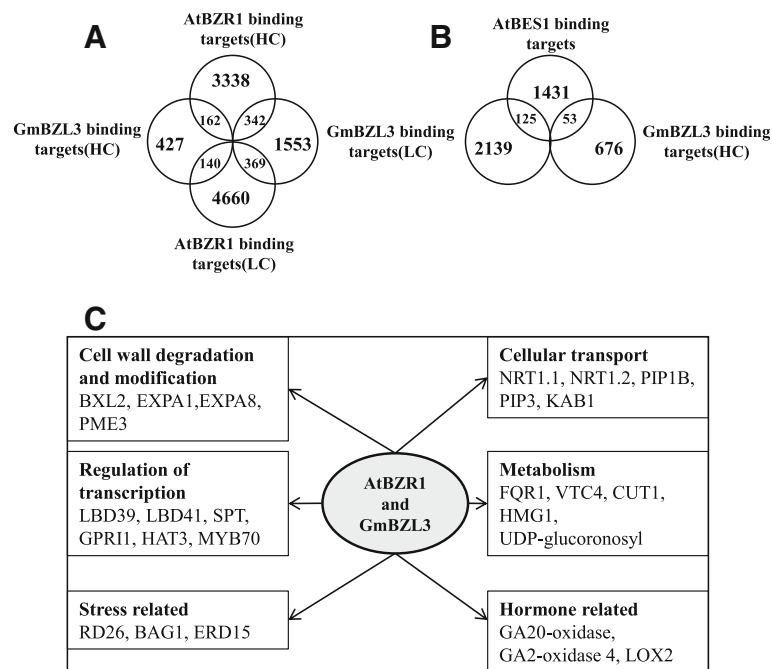 A
AtBZR1 binding
targets(HC)
3338
162
342
GmBZL3 binding
targets(HC)
427
1553
GmBZL3 binding
targets(LC)
140
369
4660
AtBZR1 binding
targets(LC)
B
AtBES1 binding
targets
1431
125
53
2139
676
GmBZL3 binding
targets(HC)
C
Cell wall degradation
and modification
BXL2, EXPA1,EXPA8,
PME3
Cellular transport
NRT1.1, NRT1.2, PIP1B,
PIP3, KAB1
Regulation of
transcription
LBD39, LBD41, SPT,
GPRI1, HAT3, MYB70
AtBZR1
and
GmBZL3
Metabolism
FQR1, VTC4, CUT1,
HMG1,
UDP-glucoronosyl
Stress related
RD26, BAG1, ERD15
Hormone related
GA20-oxidase,
GA2-oxidase 4, LOX2